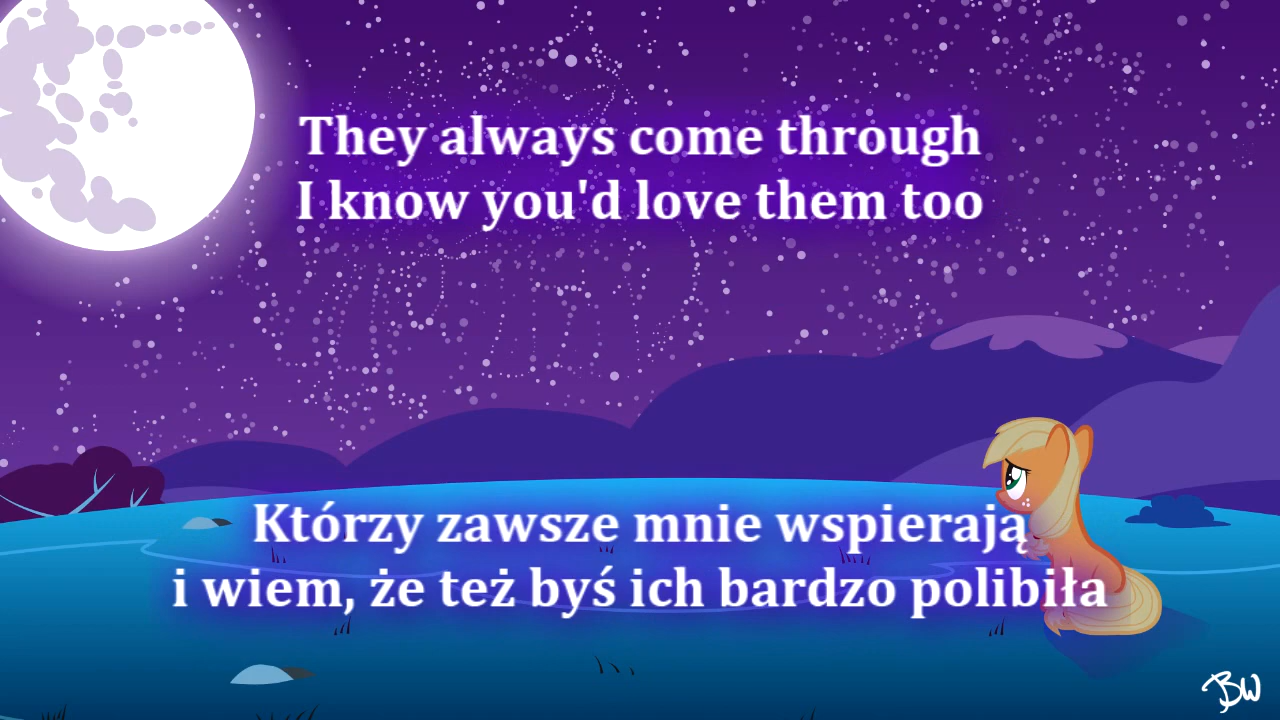 They always come through
I know you'd love them too
Którzy zawsze mnie wspierają
i wiem, że też byś ich bardzo polibiła
BW